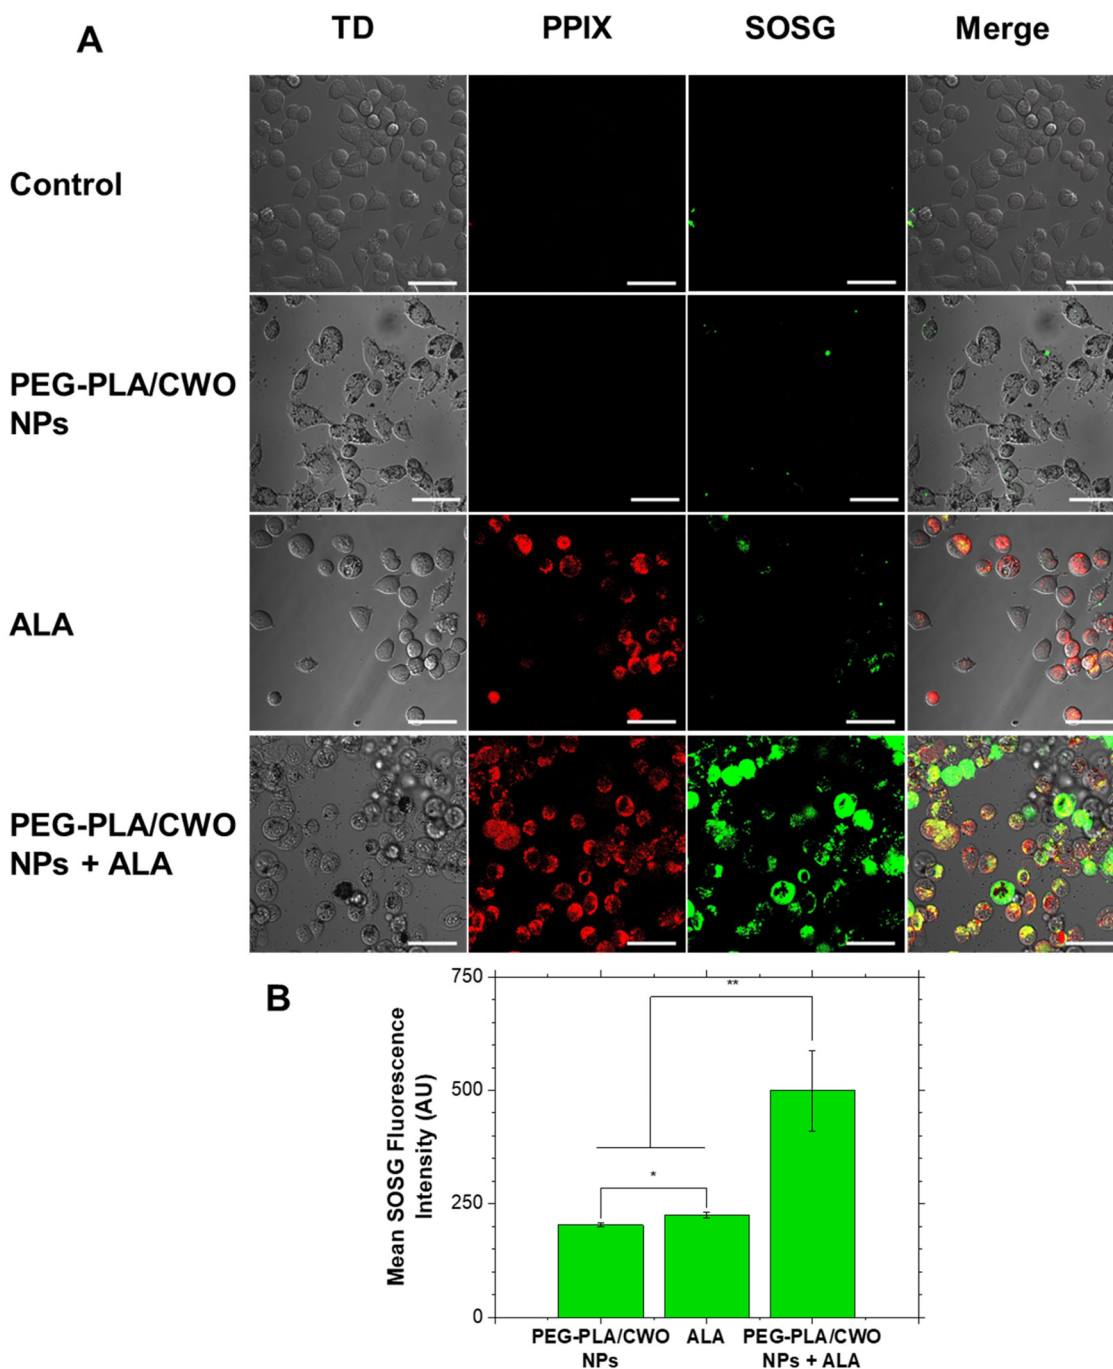 A
TD PPIX SOSG Merge
Control
PEG-PLA/CWO
NPs
ALA
PEG-PLA/CWO
NPs + ALA
B
Mean SOSG Fluorescence
Intensity (AU)
750
500
250
0
**
*
PEG-PLA/CWO
NPs
ALA
PEG-PLA/CWO
NPs + ALA